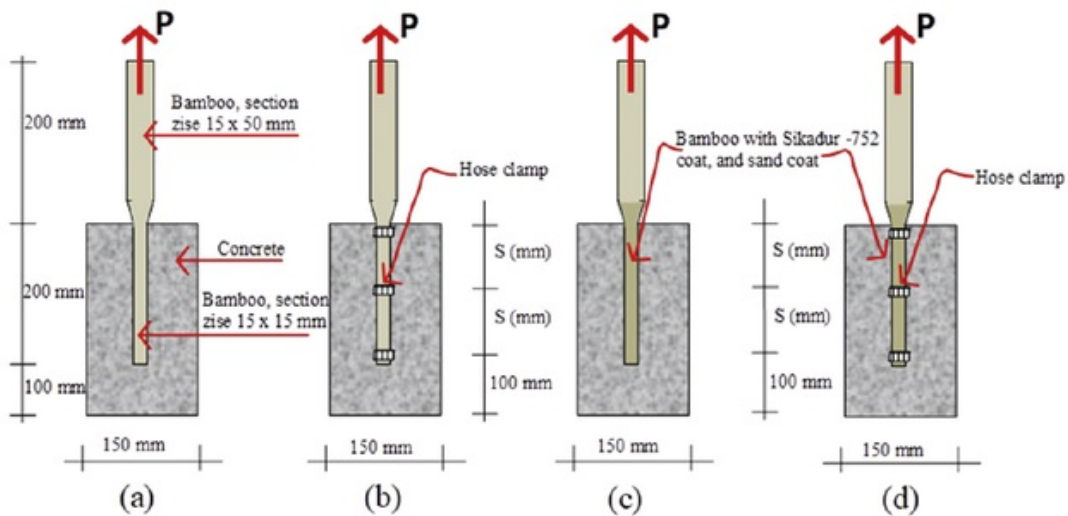 P
P
P
P
200 mm
Bamboo, section
zise 15 x 50 mm
Hose clamp
Bamboo with Sikadur -752
coat, and sand coat
Hose clamp
200 mm
Concrete
Bamboo, section
zise 15 x 15 mm
100 mm
S (mm)
S (mm)
100 mm
S (mm)
S (mm)
100 mm
150 mm
150 mm
150 mm
150 mm
(a)
(b)
(c)
(d)